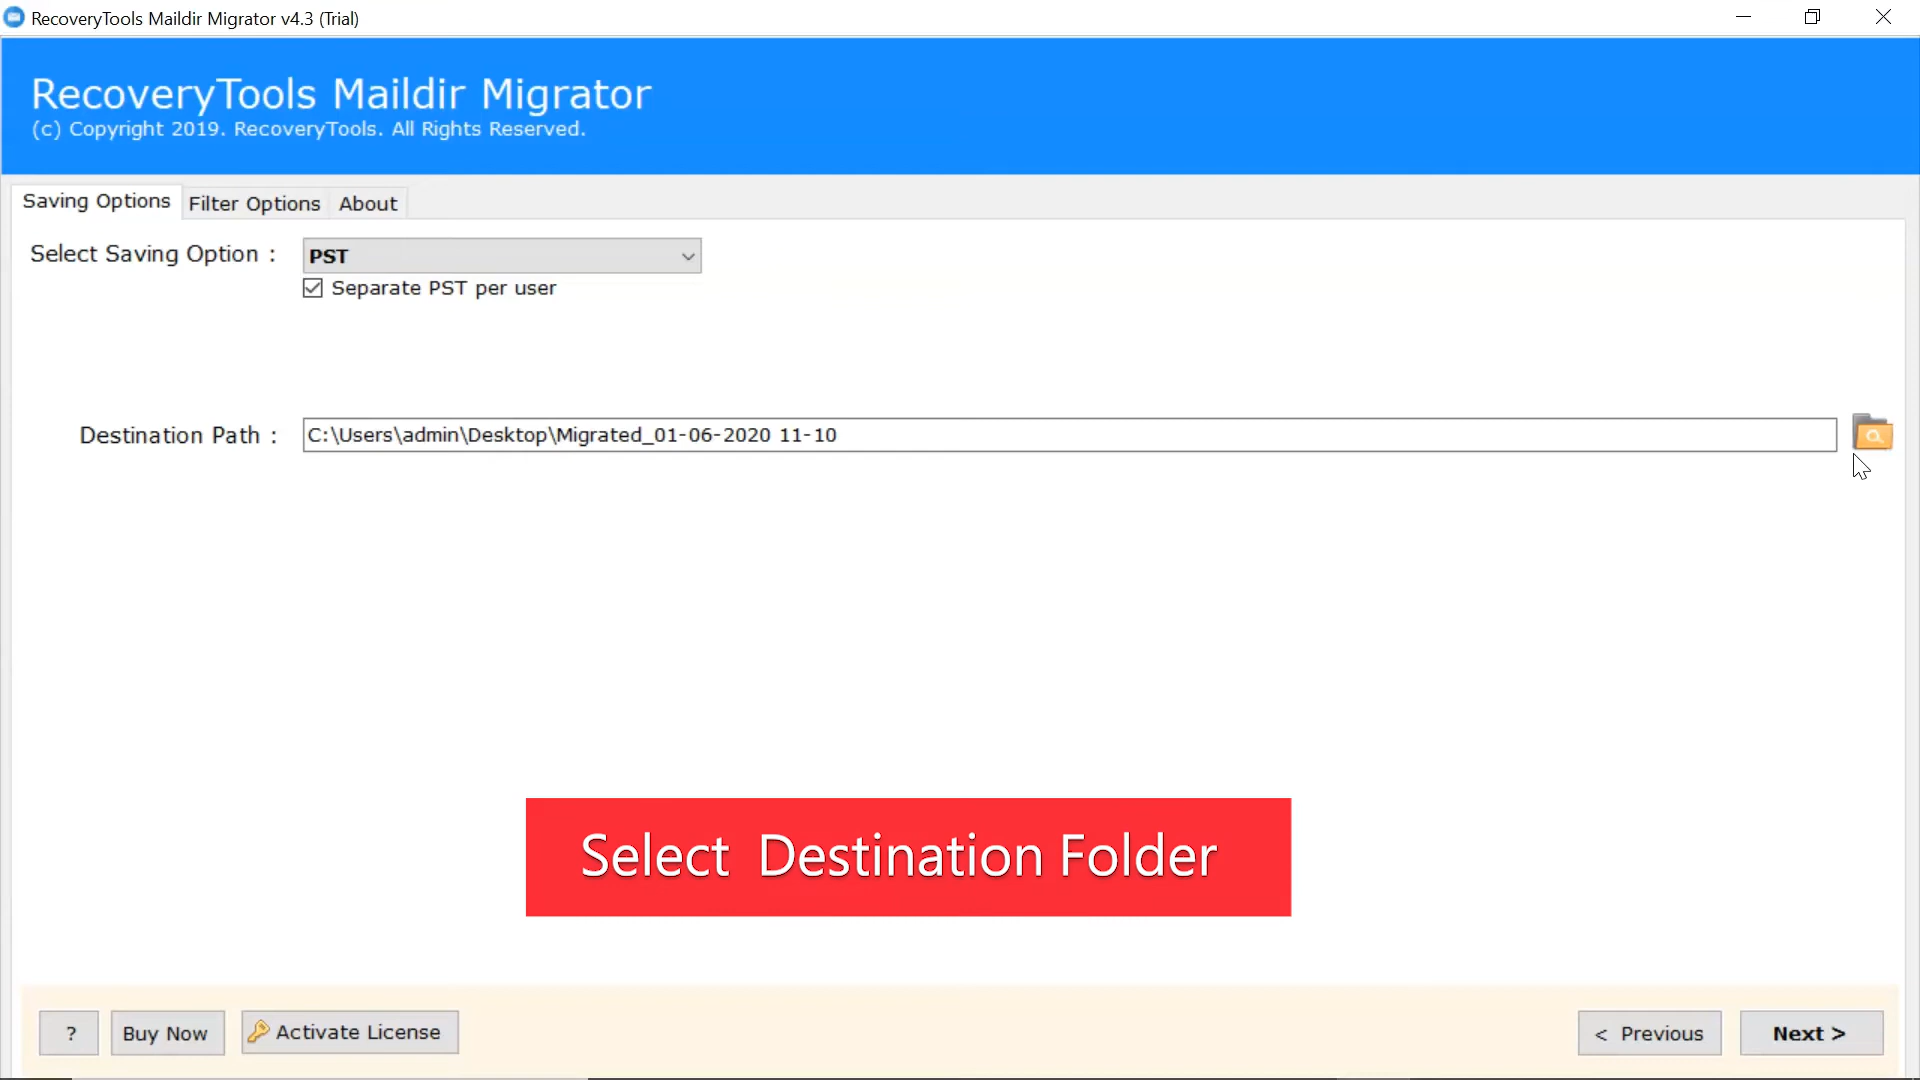 RecoveryTools Maildir Migrator v4.3 (Trial)
RecoveryTools Maildir Migrator
(c) Copyright 2019. RecoveryTools. All Rights Reserved.
Saving Options Filter Options About
Select Saving Option : PST
Separate PST per user
Destination Path : C:\Users\admin\Desktop\Migrated_01-06-2020 11-10
Select Destination Folder
? Buy Now Activate License < Previous Next >